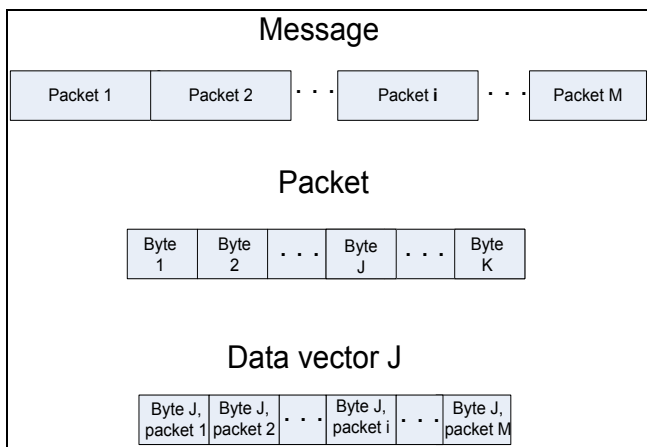 Message
Packet 1 Packet 2 . . . Packet i . . . Packet M
Packet
Byte 1 Byte 2 . . . Byte J . . . Byte K
Data vector J
Byte J, packet 1 Byte J, packet 2 . . . Byte J, packet i . . . Byte J, packet M